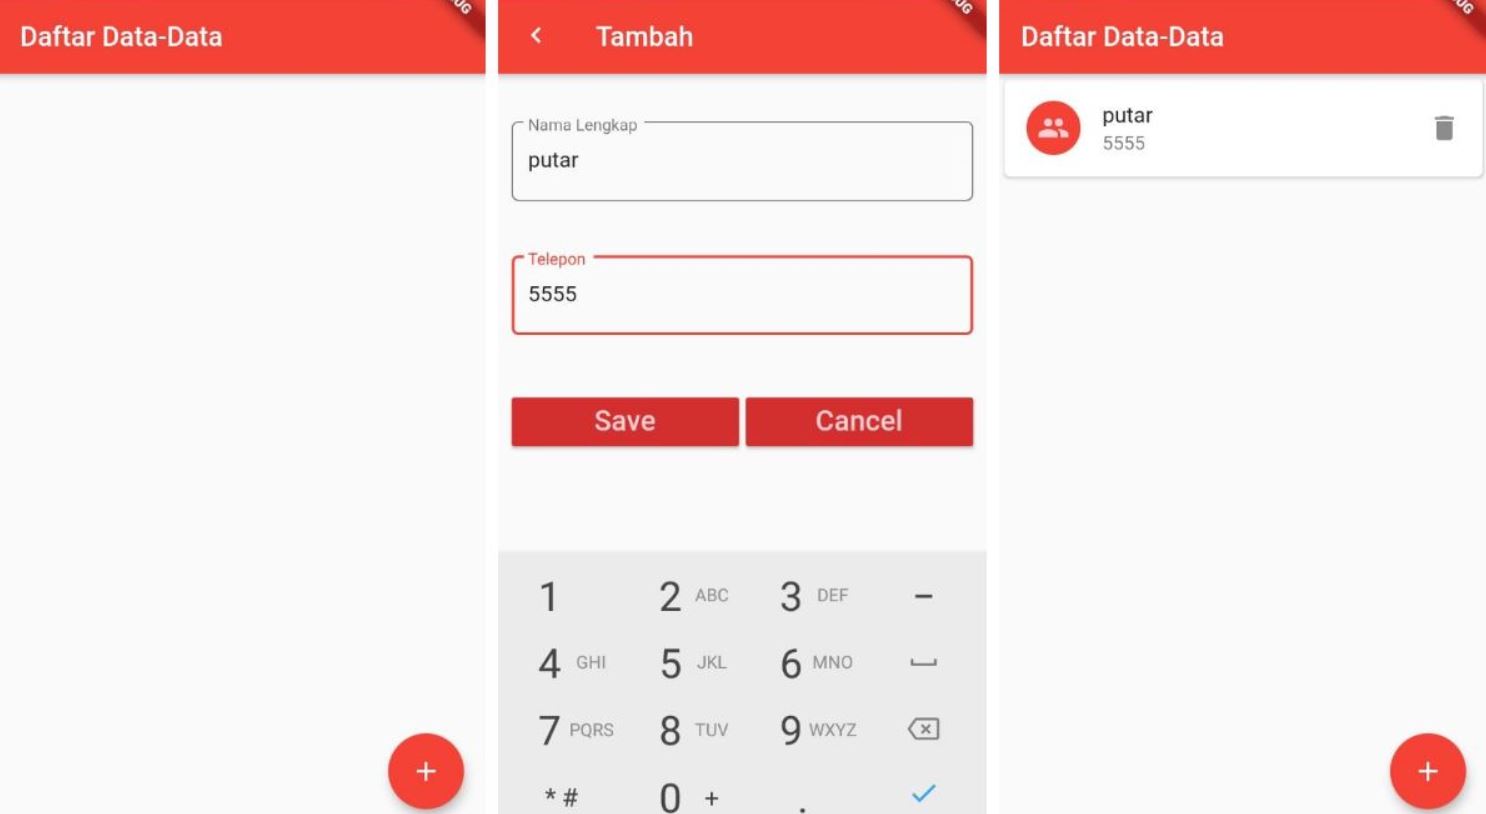 Daftar Data-Data
Tambah
Nama Lengkap
putar
Telepon
5555
Save
Cancel
1
2 ABC
3 DEF
-
4 GHI
5 JKL
6 MNO
7 PQRS
8 TUV
9 WXYZ
* #
0 +
.
Daftar Data-Data
putar
5555
+
+